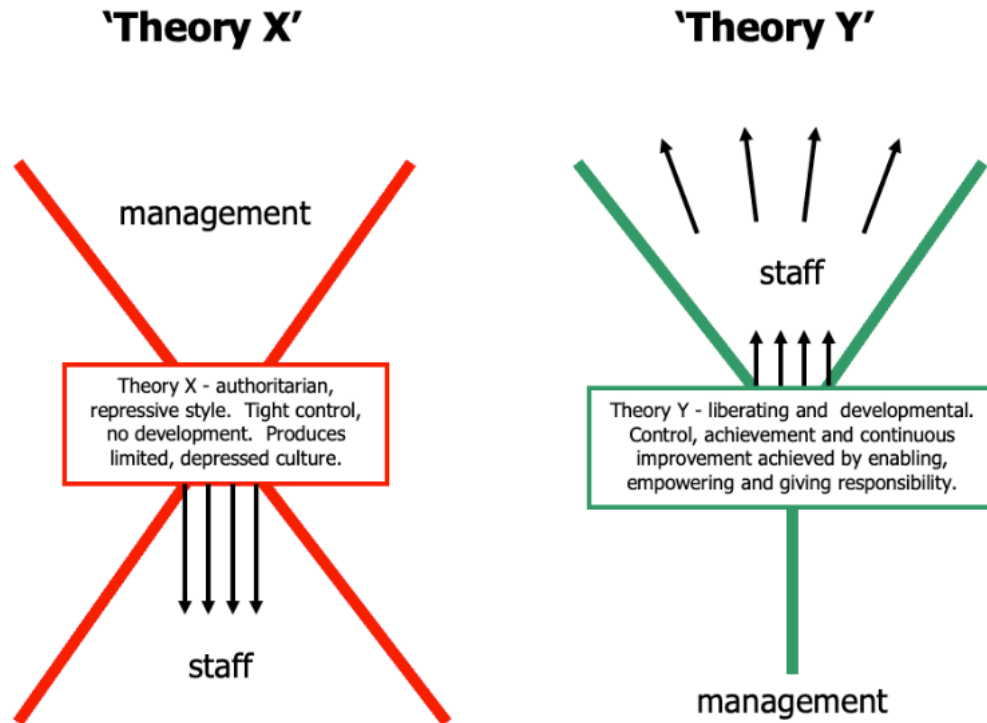 ‘Theory X’
management
Theory X - authoritarian,
repressive style. Tight control,
no development. Produces
limited, depressed culture.
staff
‘Theory Y’
staff
Theory Y - liberating and developmental.
Control, achievement and continuous
improvement achieved by enabling,
empowering and giving responsibility.
management